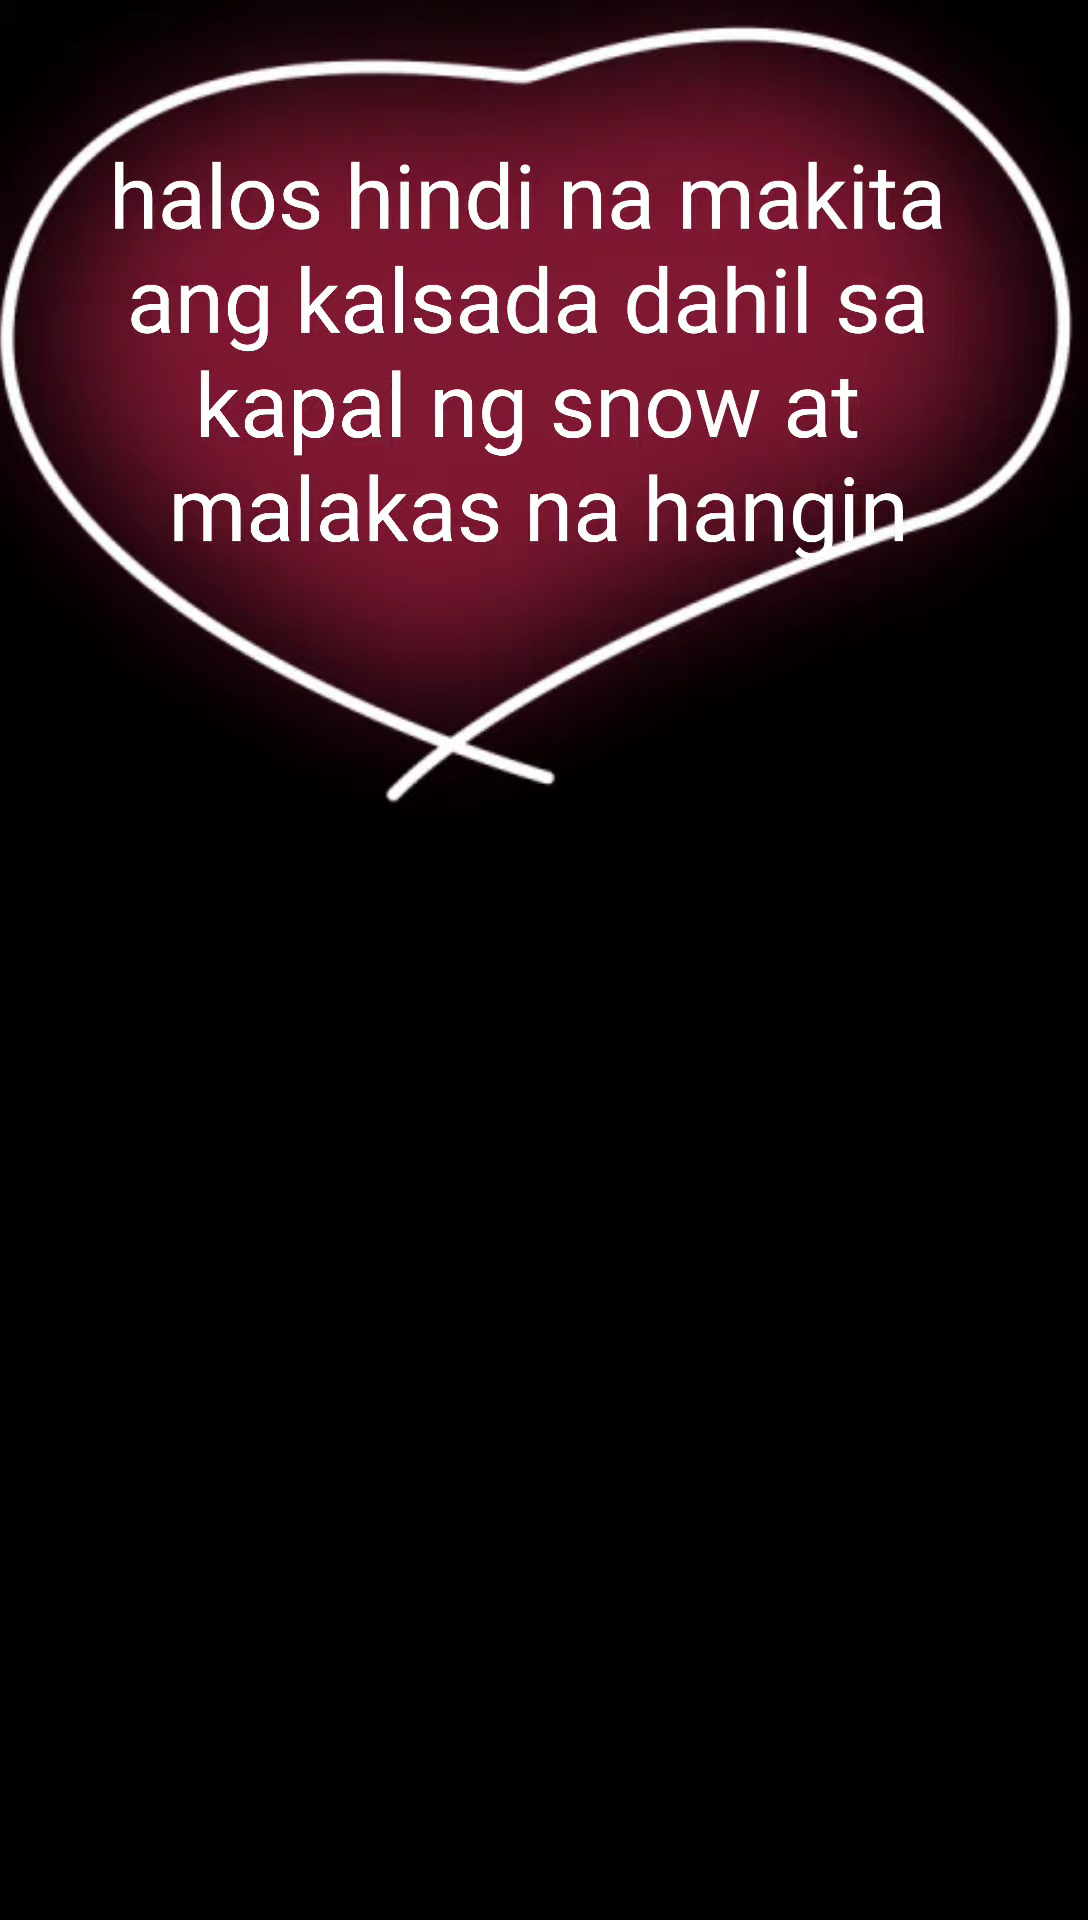 halos hindi na makita
ang kalsada dahil sa
kapal ng snow at
malakas na hangin